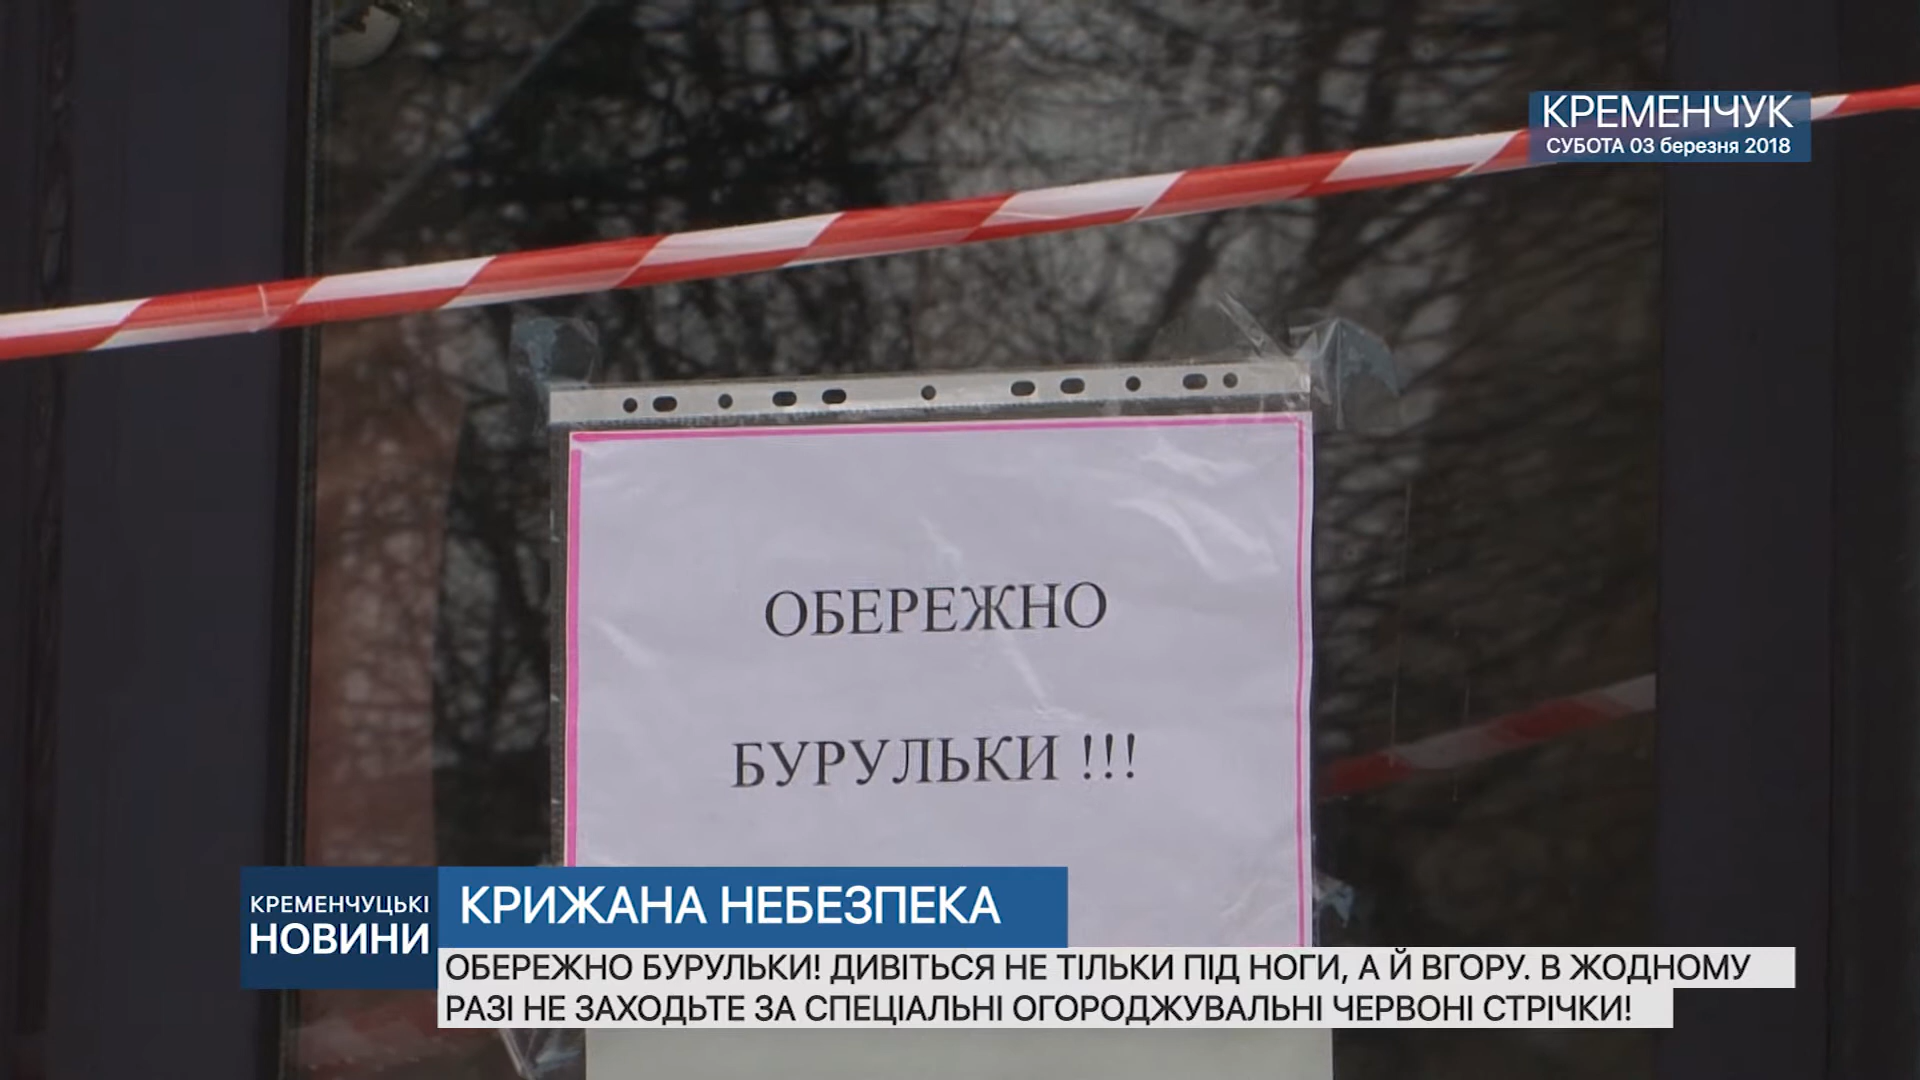 КРЕМЕНЧУК
СУБОТА 03 березня 2018
ОБЕРЕЖНО
БУРУЛЬКИ !!!
КРЕМЕНЧУЦЬКІ
НОВИНИ
КРИЖАНА НЕБЕЗПЕКА
ОБЕРЕЖНО БУРУЛЬКИ! ДИВІТЬСЯ НЕ ТІЛЬКИ ПІД НОГИ, А Й ВГОРУ. В ЖОДНОМУ
РАЗІ НЕ ЗАХОДЬТЕ ЗА СПЕЦІАЛЬНІ ОГОРОДЖУВАЛЬНІ ЧЕРВОНІ СТРІЧКИ!